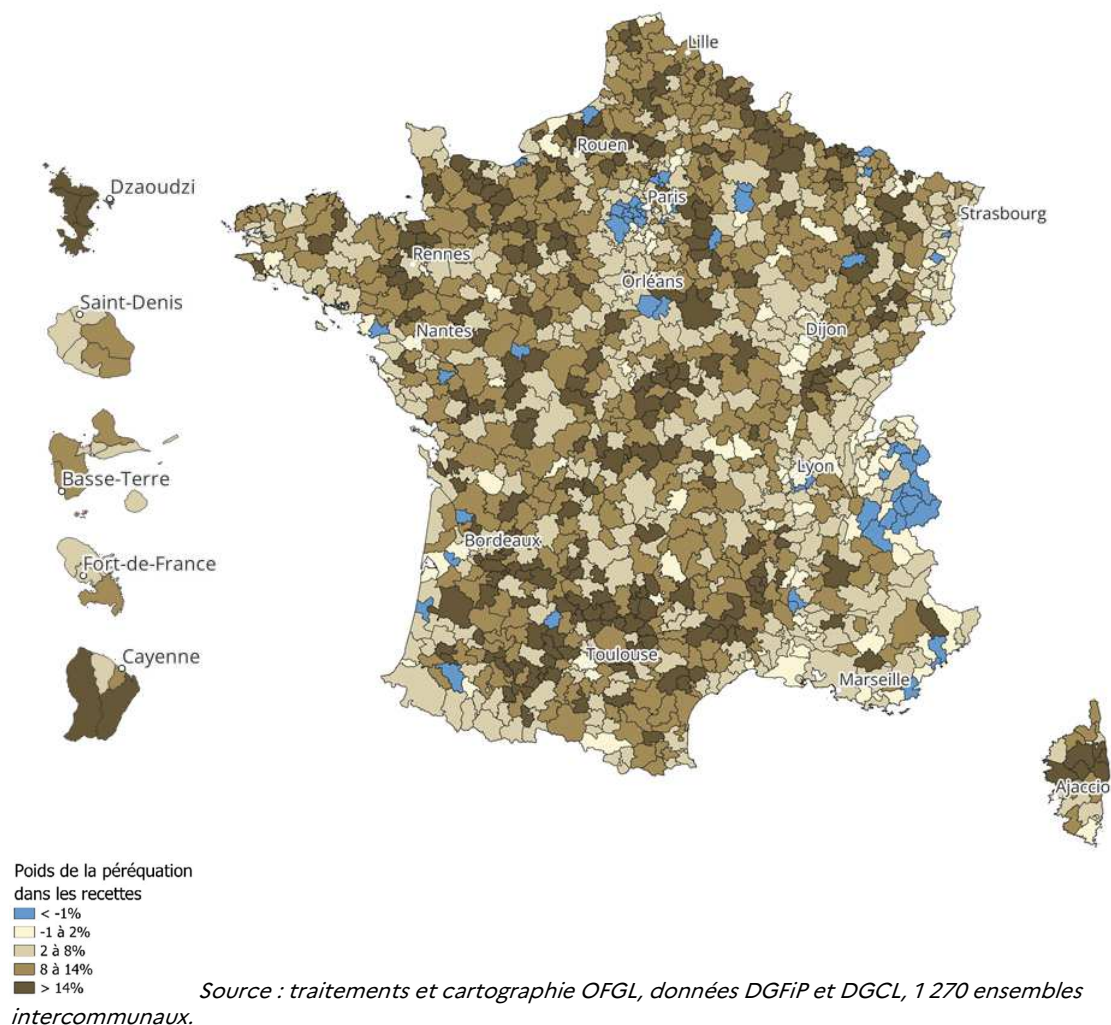 Lille
Rouen
Dzaoudzi
Paris
Strasbourg
Rennes
Orléans
Saint-Denis
Nantes
Dijon
Lyon
Basse-Terre
Bordeaux
Fort-de-France
Toulouse
Cayenne
Marseille
Ajaccio
Poids de la péréquation
dans les recettes
< -1%
-1 à 2%
2 à 8%
8 à 14%
> 14%
Source : traitements et cartographie OFGL, données DGFiP et DGCL, 1 270 ensembles
intercommunaux.